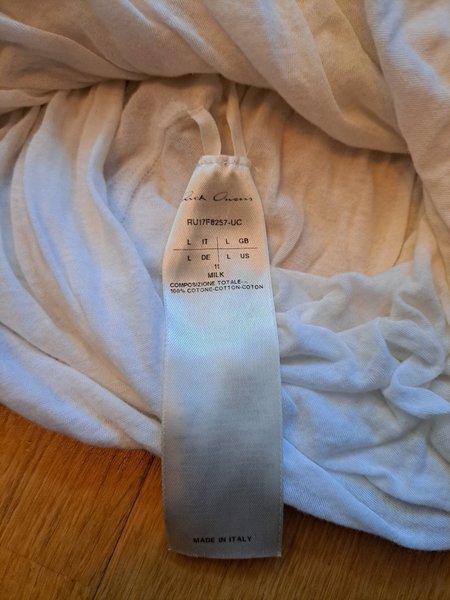 Rick Owens
RU17F8257-UC
L IT L GB
L DE L US
11
MILK
COMPOSIZIONE TOTALE--
100% COTONE-COTTON-COTON
MADE IN ITALY